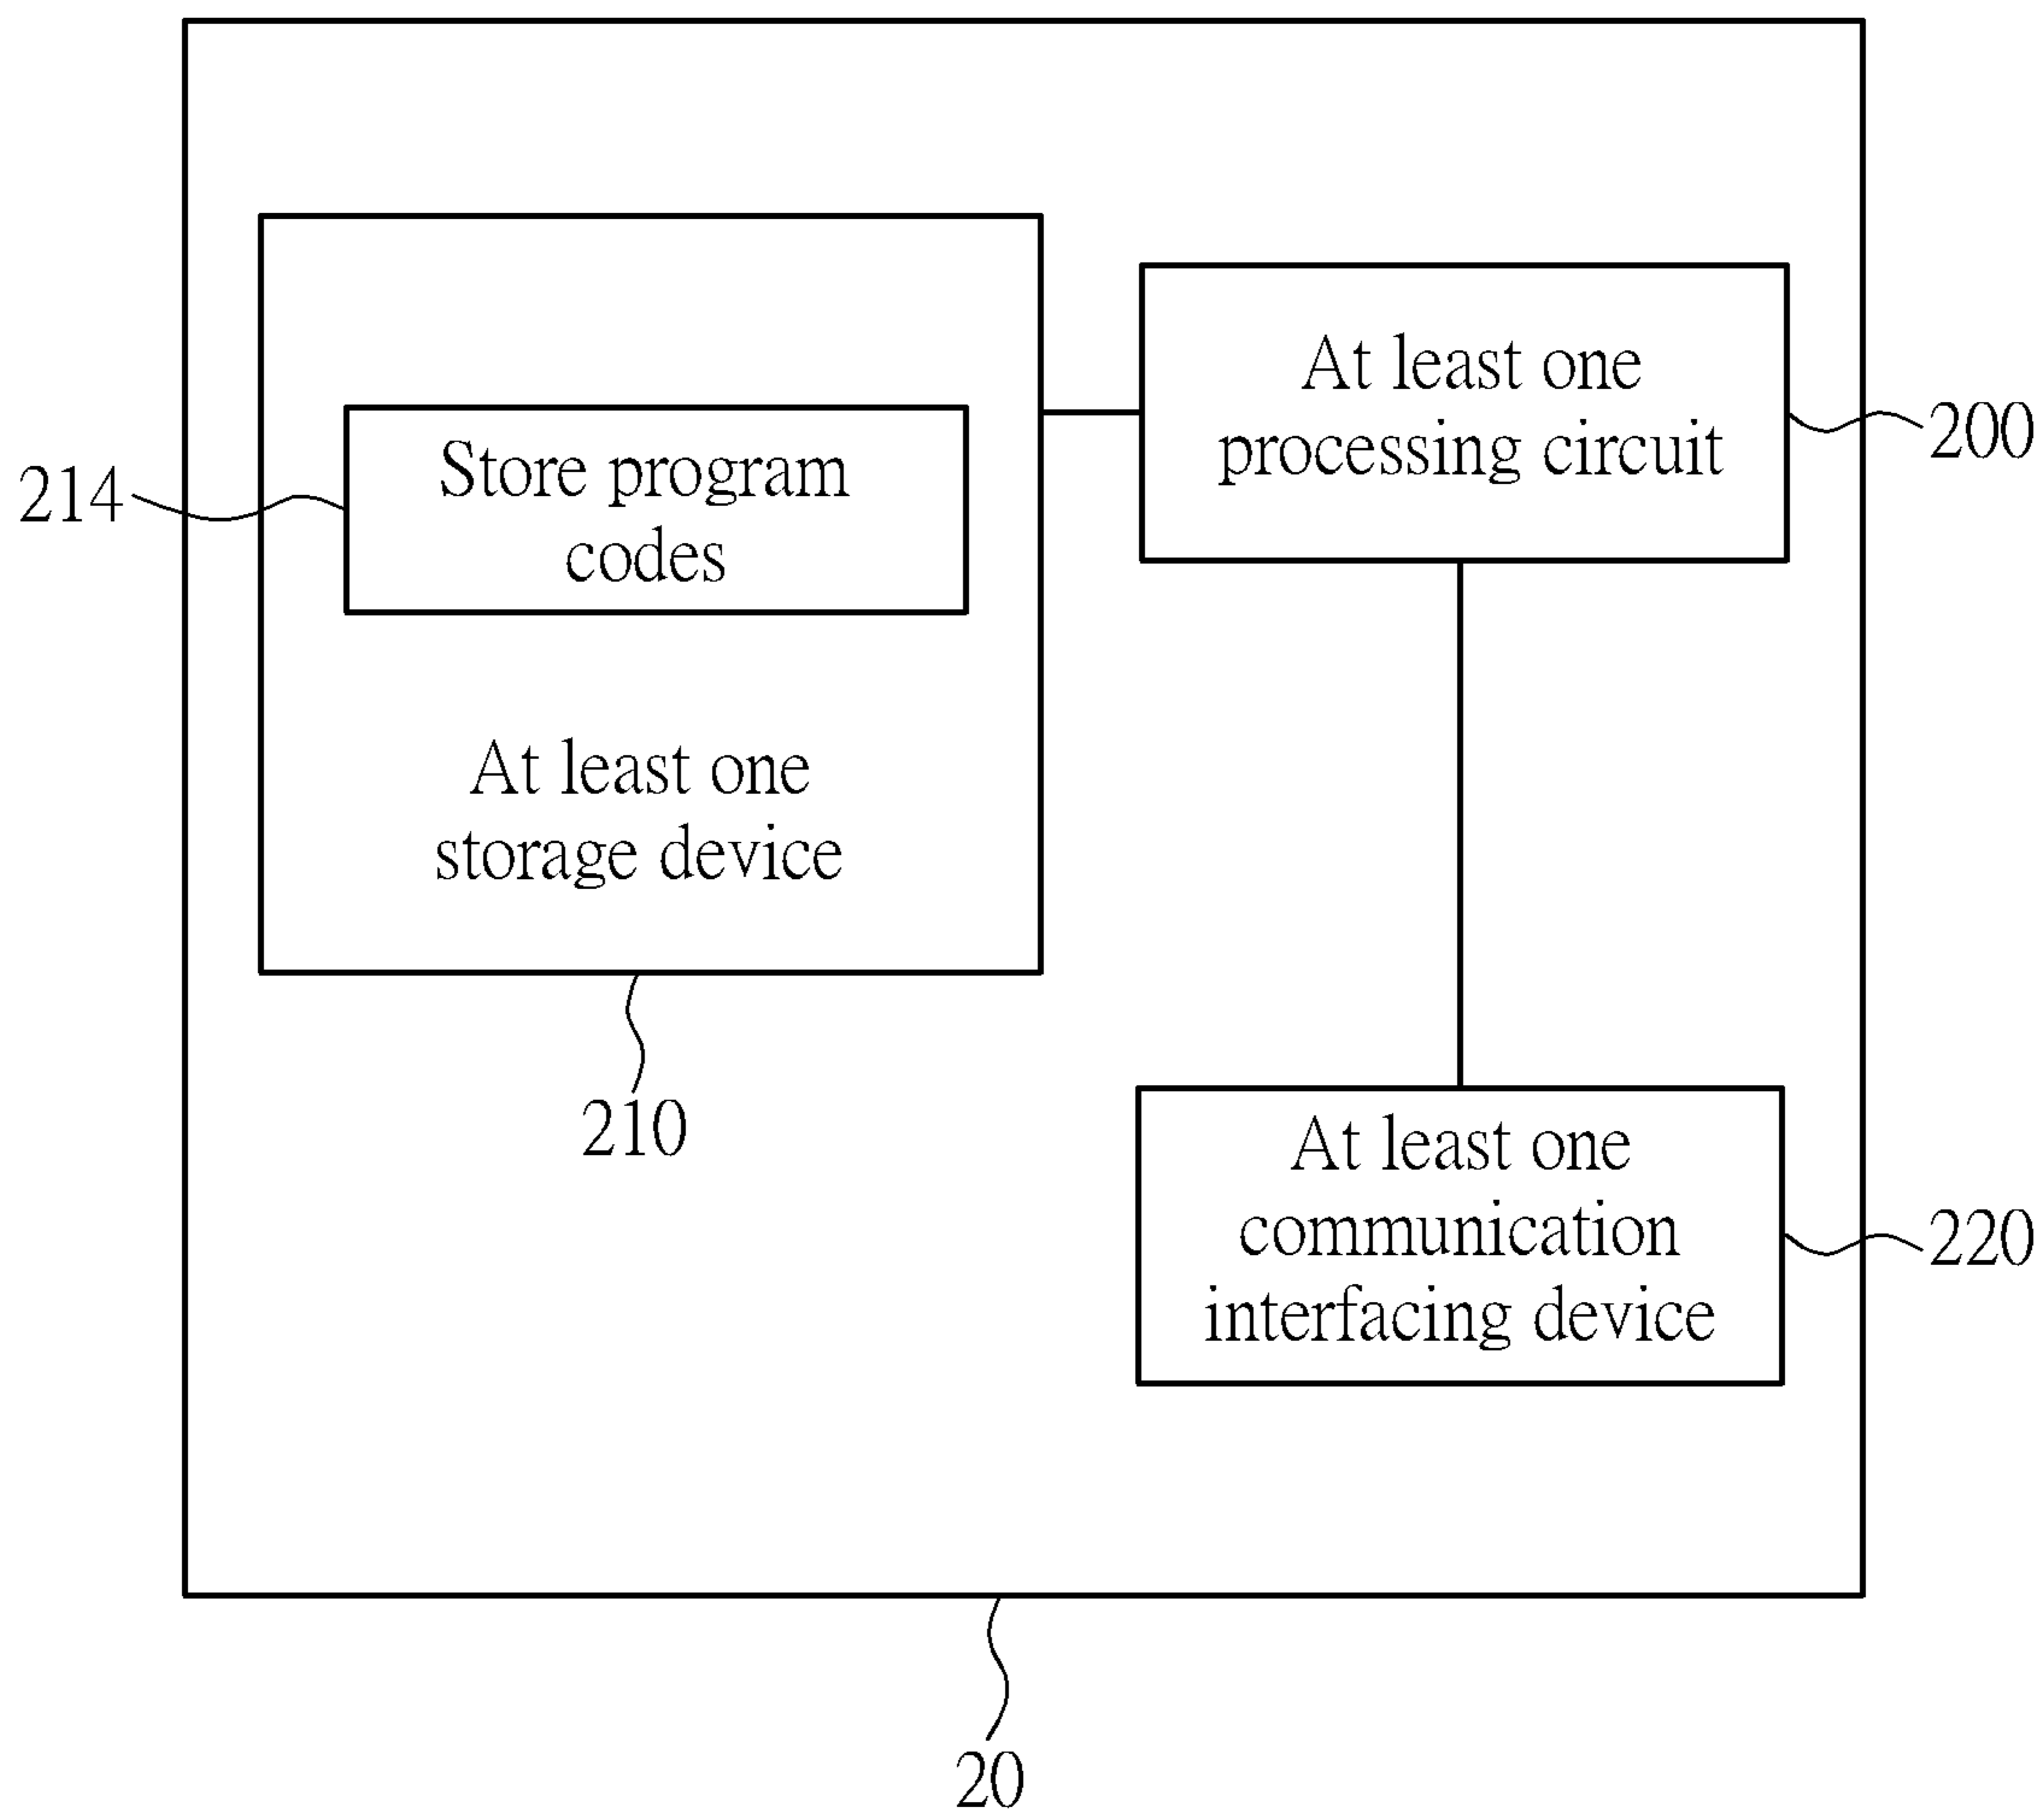 At least one
processing circuit
200
Store program
codes
214
At least one
storage device
210
At least one
communication
interfacing device
220
20